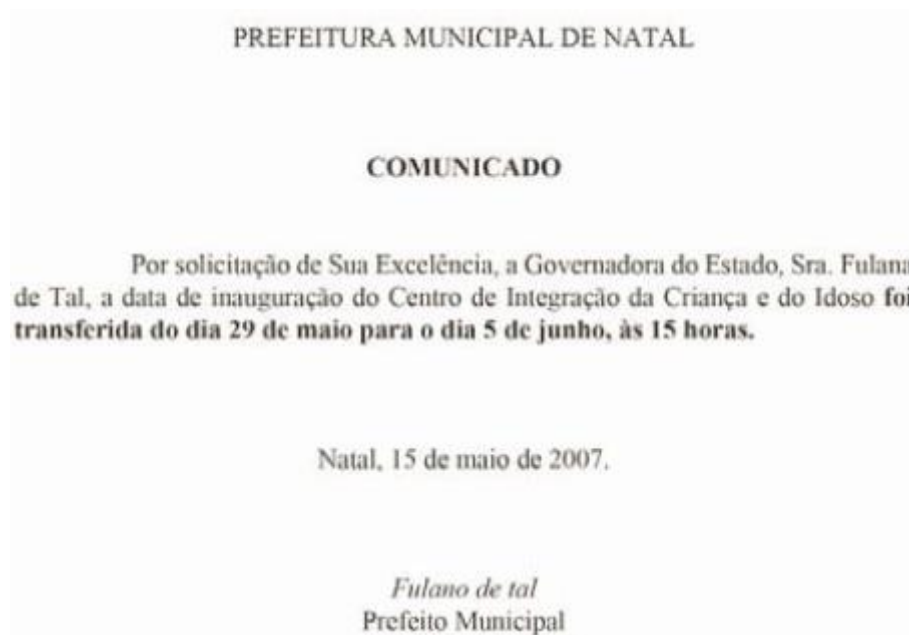 PREFEITURA MUNICIPAL DE NATAL
COMUNICADO
Por solicitação de Sua Excelência, a Governadora do Estado, Sra. Fulana
de Tal, a data de inauguração do Centro de Integração da Criança e do Idoso foi
transferida do dia 29 de maio para o dia 5 de junho, às 15 horas.
Natal, 15 de maio de 2007.
Fulano de tal
Prefeito Municipal